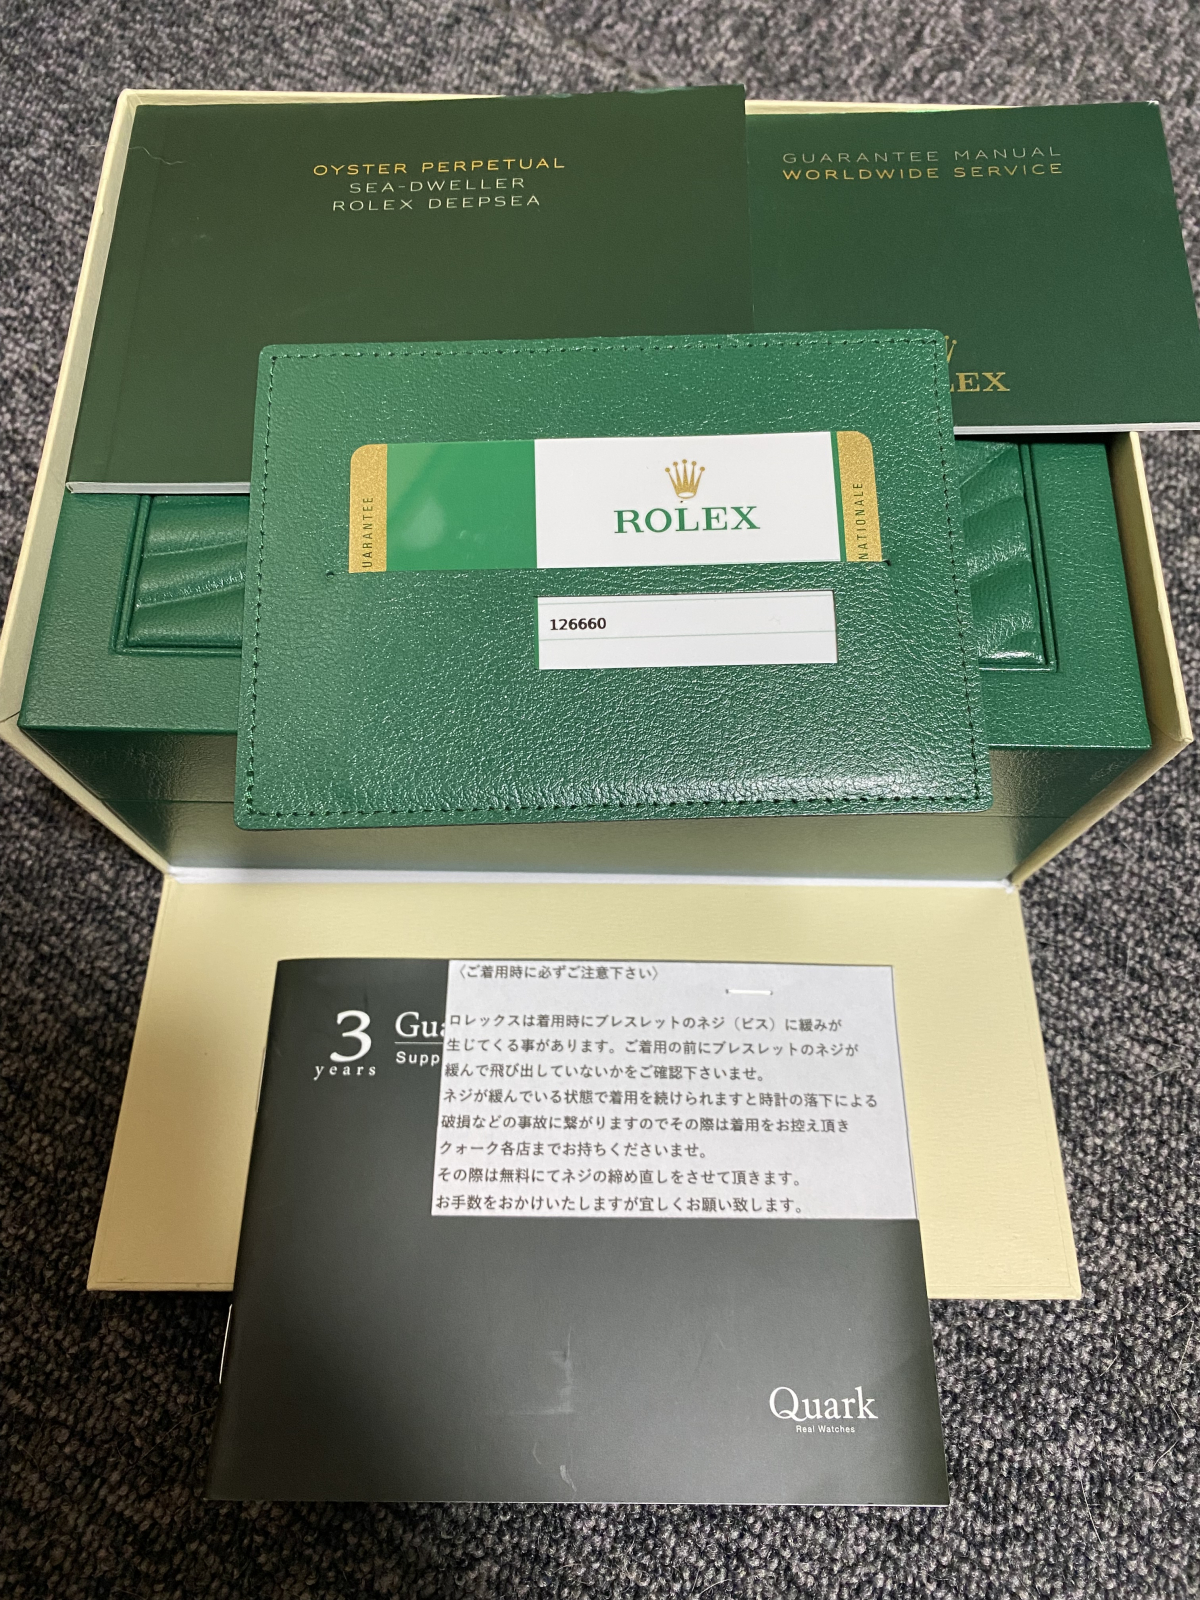 OYSTER PERPETUAL
SEA-DWELLER
ROLEX DEEPSEA
GUARANTEE MANUAL
WORLDWIDE SERVICE
ROLEX
126660
3
years
〈ご着用時に必ずご注意下さい〉
ロレックスは着用時にブレスレットのネジ（ビス）に緩みが
生じてくる事があります。ご着用の前にブレスレットのネジが
緩んで飛び出していないかをご確認下さいませ。
ネジが緩んでいる状態で着用を続けられますと時計の落下による
破損などの事故に繋がりますのでその際は着用をお控え頂き
クォーク各店までお持ちくださいませ。
その際は無料にてネジの締め直しをさせて頂きます。
お手数をおかけいたしますが宜しくお願い致します。
Quark
Real Watches